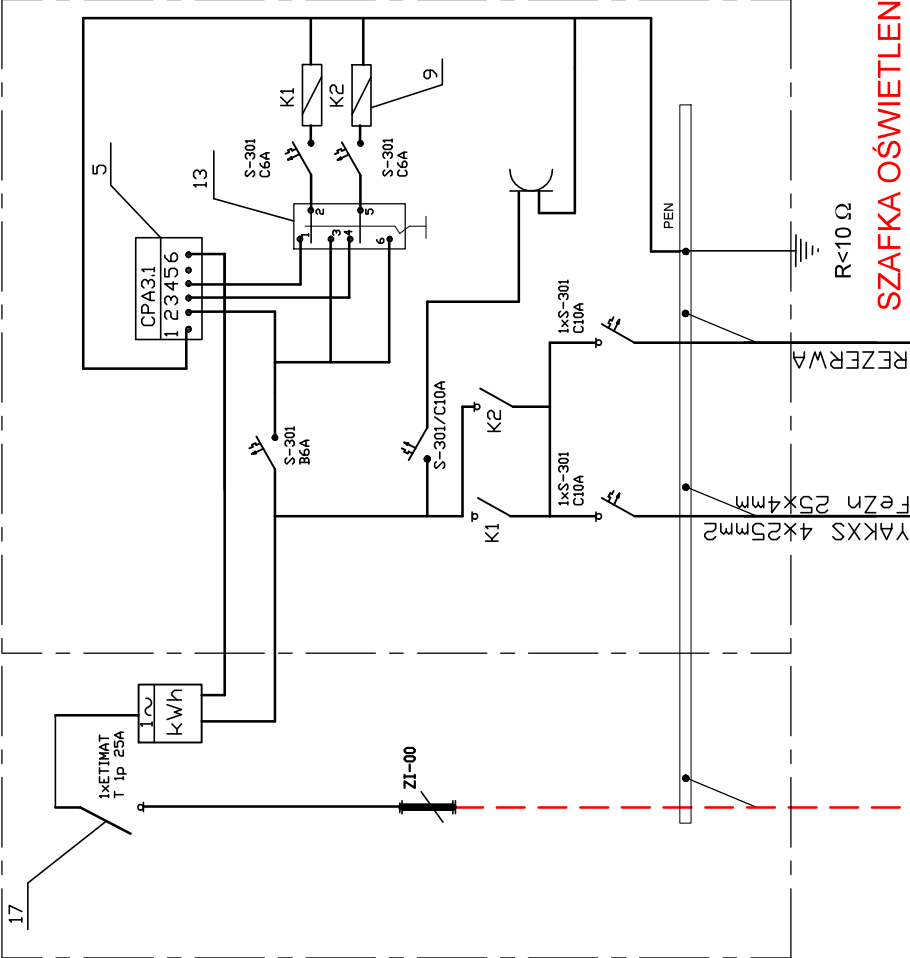 5
CPA3.1
1 2 3 4 5 6
13
S-301
C6A
K1
K2
9
S-301
C6A
1
2
3
4
5
6
S-301
B6A
S-301/C10A
K1
K2
1xS-301
C10A
1xS-301
C10A
PEN
R<10 Ω
SZAFKA OŚWIETLEN
REZERWA
FeZn 25x4mm
YAKXS 4x25mm2
1~
kWh
1xETIMAT
T 1p 25A
17
ZI-00